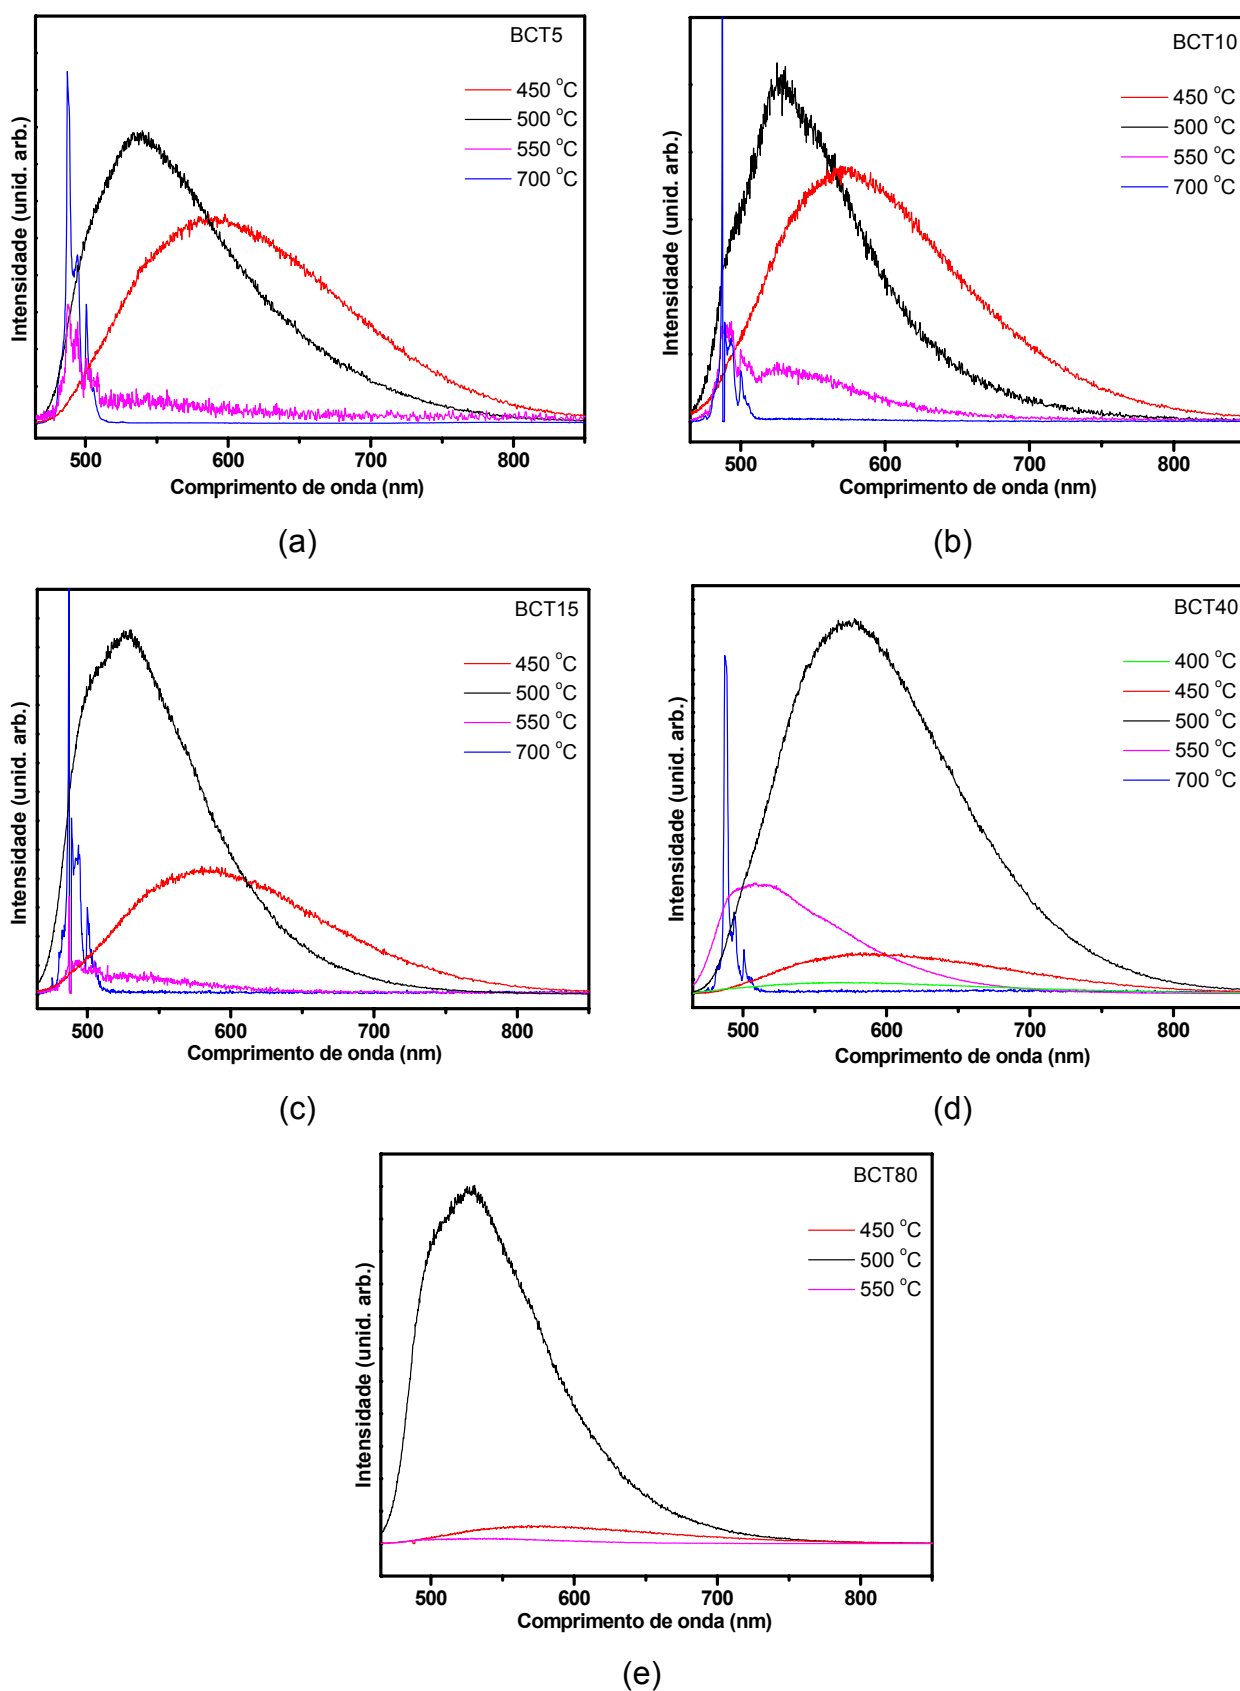 BCT5
450 °C
500 °C
550 °C
700 °C
Intensidade (unid. arb.)
500 600 700 800
Comprimento de onda (nm)
(a)
BCT10
450 °C
500 °C
550 °C
700 °C
Intensidade (unid. arb.)
500 600 700 800
Comprimento de onda (nm)
(b)
BCT15
450 °C
500 °C
550 °C
700 °C
Intensidade (unid. arb.)
500 600 700 800
Comprimento de onda (nm)
(c)
BCT40
400 °C
450 °C
500 °C
550 °C
700 °C
Intensidade (unid. arb.)
500 600 700 800
Comprimento de onda (nm)
(d)
BCT80
450 °C
500 °C
550 °C
Intensidade (unid. arb.)
500 600 700 800
Comprimento de onda (nm)
(e)